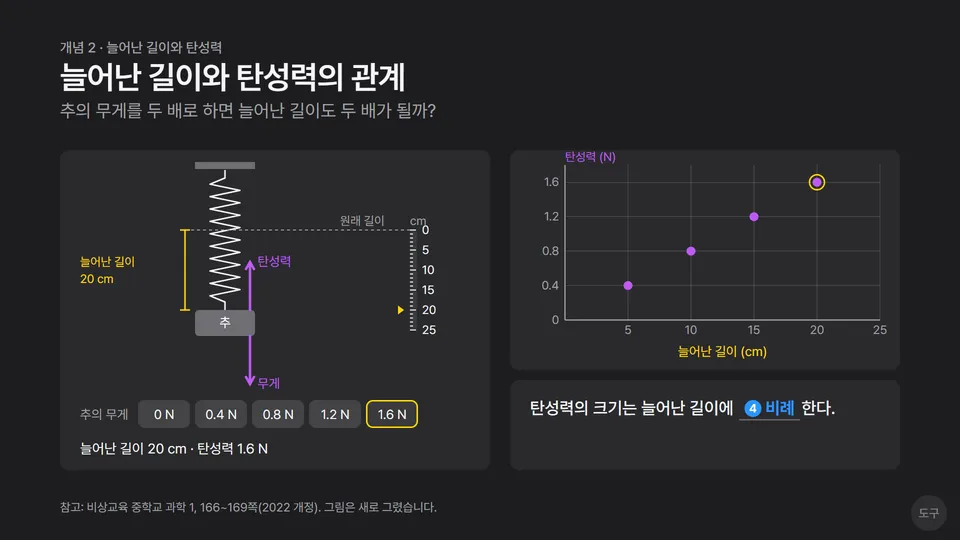 개념 2 · 늘어난 길이와 탄성력
늘어난 길이와 탄성력의 관계
추의 무게를 두 배로 하면 늘어난 길이도 두 배가 될까?
원래 길이
cm
0
5
10
15
20
25
늘어난 길이
20 cm
탄성력
추
무게
추의 무게
0 N
0.4 N
0.8 N
1.2 N
1.6 N
늘어난 길이 20 cm · 탄성력 1.6 N
탄성력 (N)
1.6
1.2
0.8
0.4
0
5
10
15
20
25
늘어난 길이 (cm)
탄성력의 크기는 늘어난 길이에 4 비례 한다.
참고: 비상교육 중학교 과학 1, 166~169쪽(2022 개정). 그림은 새로 그렸습니다.
도구